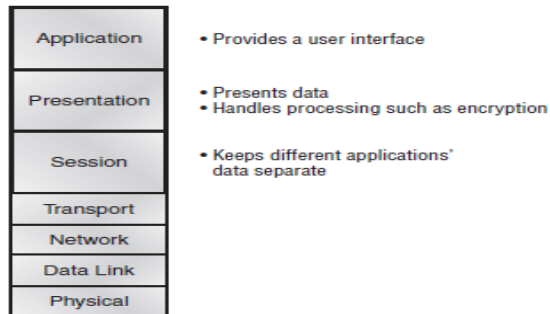 Application
• Provides a user interface
Presentation
• Presents data
• Handles processing such as encryption
Session
• Keeps different applications'
data separate
Transport
Network
Data Link
Physical